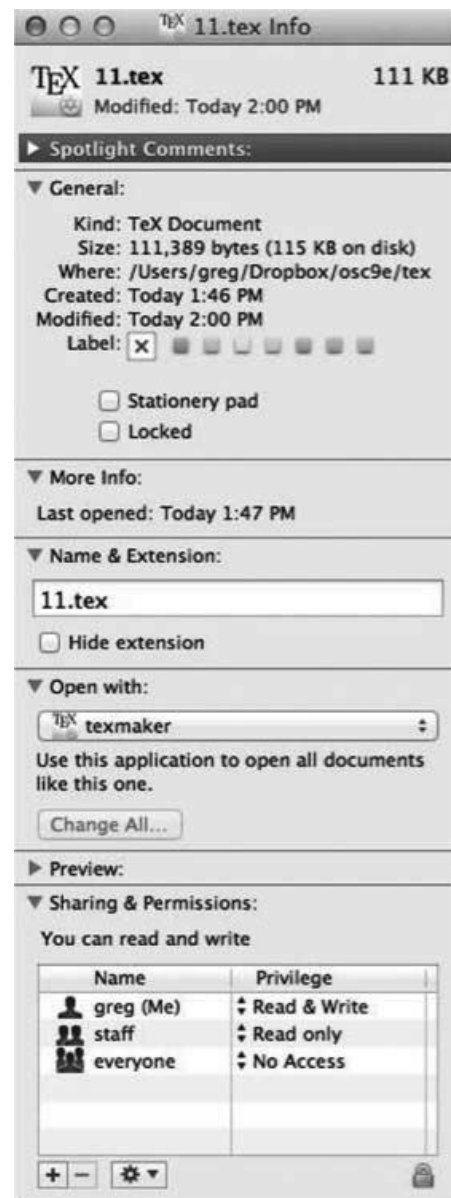 TEX 11.tex Info
TEX 11.tex 111 KB
Modified: Today 2:00 PM
Spotlight Comments:
General:
Kind: TeX Document
Size: 111,389 bytes (115 KB on disk)
Where: /Users/greg/Dropbox/osc9e/tex
Created: Today 1:46 PM
Modified: Today 2:00 PM
Label: x
Stationery pad
Locked
More Info:
Last opened: Today 1:47 PM
Name & Extension:
11.tex
Hide extension
Open with:
TEX texmaker
Use this application to open all documents
like this one.
Change All...
Preview:
Sharing & Permissions:
You can read and write
Name Privilege
greg (Me) Read & Write
staff Read only
everyone No Access